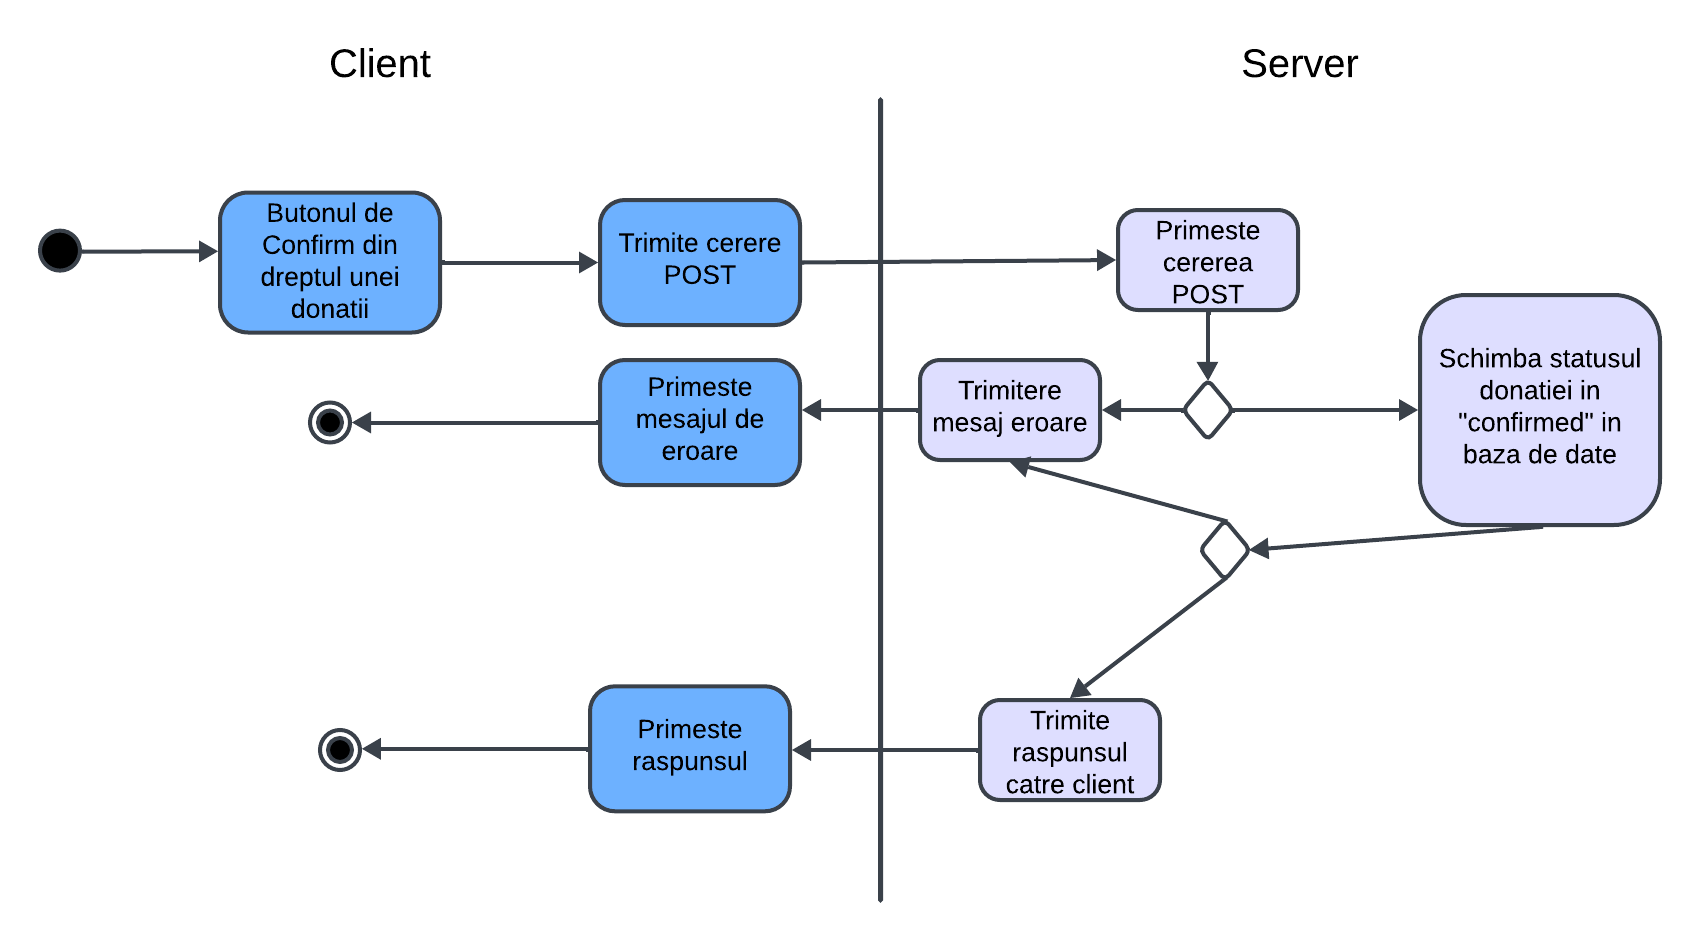 Client
Server
Butonul de
Confirm din
dreptul unei
donatii
Trimite cerere
POST
Primeste
cererea
POST
Primeste
mesajul de
eroare
Trimitere
mesaj eroare
Schimba statusul
donatiei in
"confirmed" in
baza de date
Primeste
raspunsul
Trimite
raspunsul
catre client